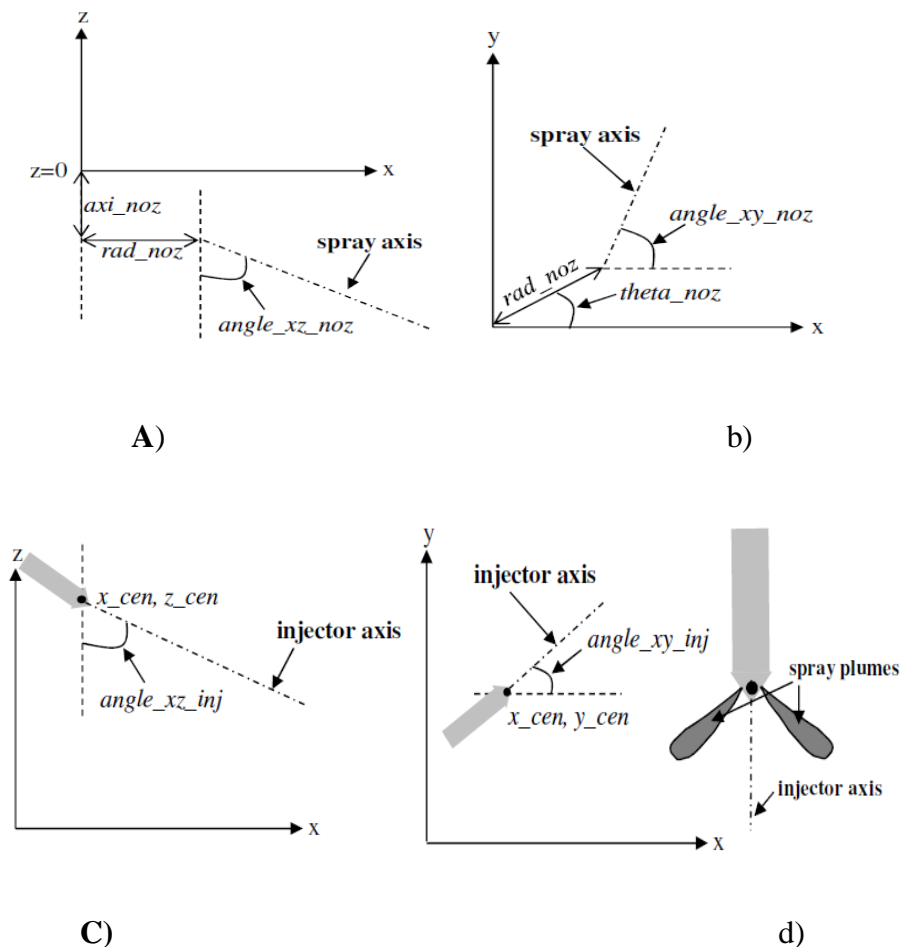 z
z=0
x
axi_noz
rad_noz
spray axis
angle_xz_noz
A)
y
spray axis
angle_xy_noz
rad_noz
theta_noz
x
b)
z
x_cen, z_cen
injector axis
angle_xz_inj
x
C)
y
injector axis
angle_xy_inj
x_cen, y_cen
x
spray plumes
injector axis
d)